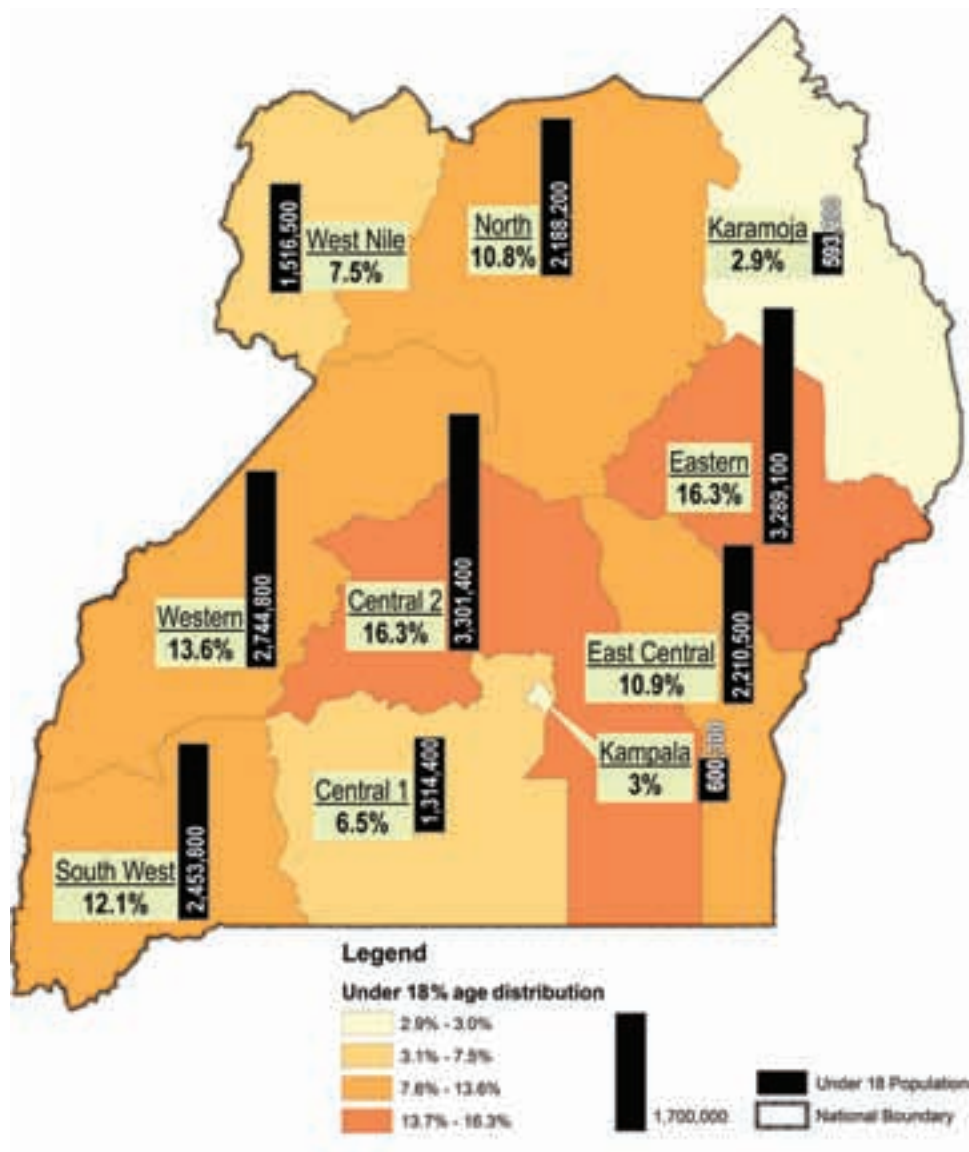 West Nile
7.5%
1,516,500
North
10.8%
2,188,200
Karamoja
2.9%
Eastern
16.3%
3,289,100
Western
13.6%
2,744,800
Central 2
16.3%
3,301,400
East Central
10.9%
2,210,500
Kampala
3%
Central 1
6.5%
1,314,400
South West
12.1%
2,453,600
Legend
Under 18% age distribution
2.9% - 3.0%
3.1% - 7.5%
7.6% - 13.6%
13.7% - 16.3%
1,700,000
Under 18 Population
National Boundary